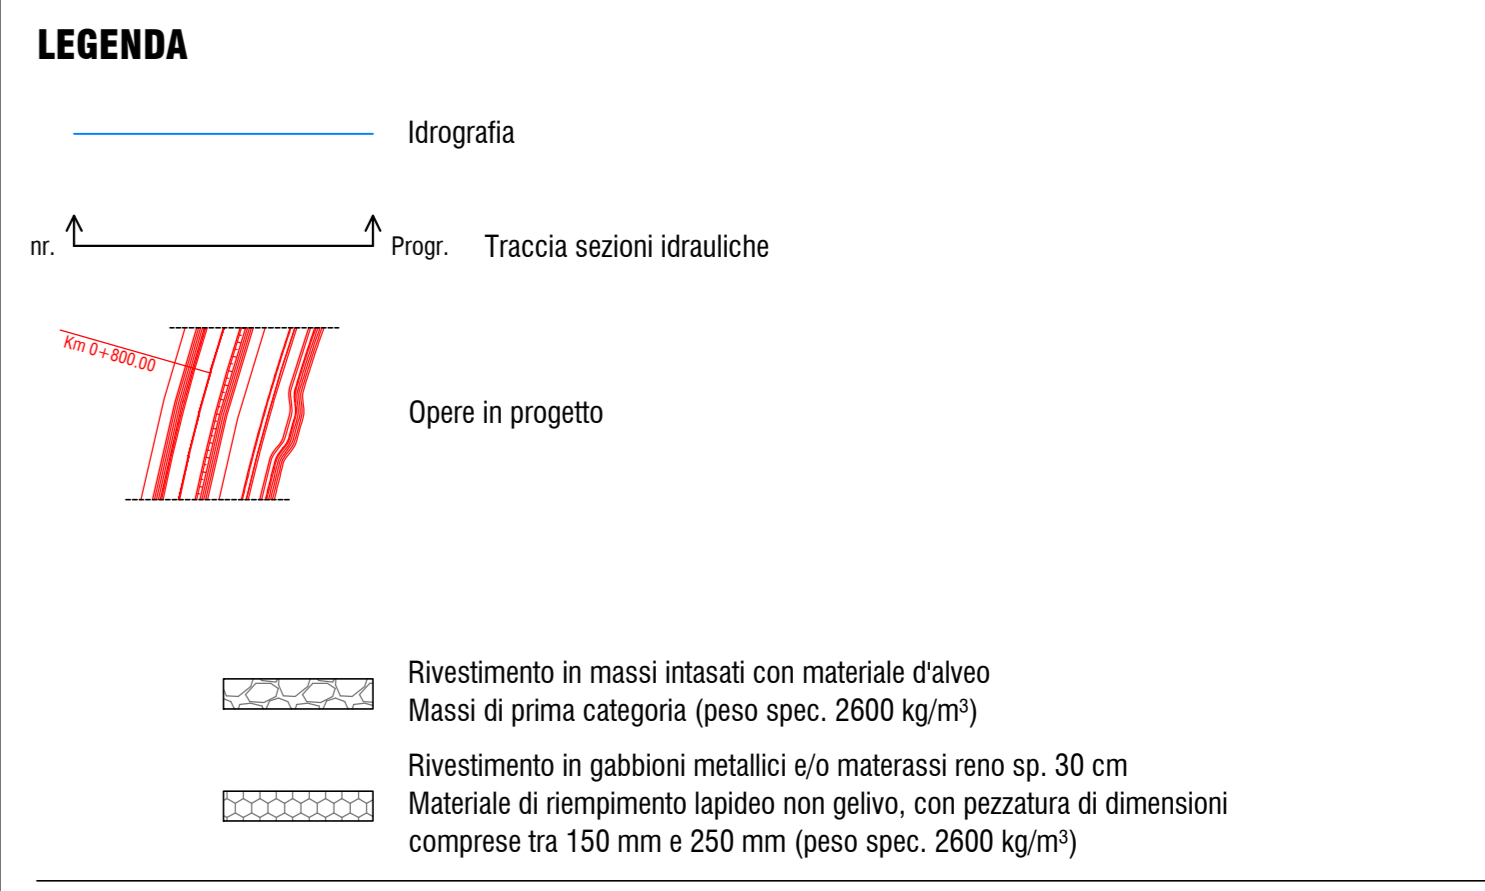 LEGENDA
Idrografia
nr. Progr. Traccia sezioni idrauliche
Km 0+800.00
Opere in progetto
Rivestimento in massi intasati con materiale d'alveo
Massi di prima categoria (peso spec. 2600 kg/m³)
Rivestimento in gabbioni metallici e/o materassi reno sp. 30 cm
Materiale di riempimento lapideo non gelivo, con pezzatura di dimensioni
comprese tra 150 mm e 250 mm (peso spec. 2600 kg/m³)